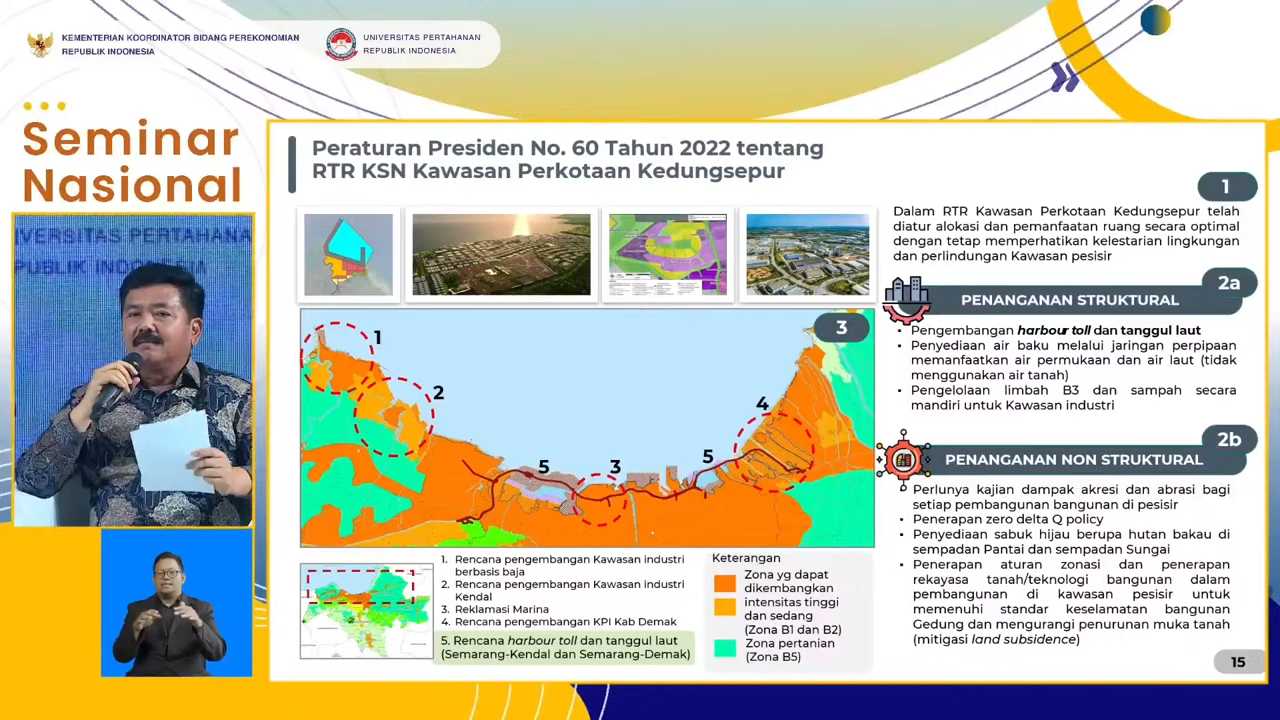 KEMENTERIAN KOORDINATOR BIDANG PEREKONOMIAN
REPUBLIK INDONESIA
UNIVERSITAS PERTAHANAN
REPUBLIK INDONESIA
Seminar
Nasional
IVERSITAS PERTAHANA
PUBLIK INDONESIA
Peraturan Presiden No. 60 Tahun 2022 tentang
RTR KSN Kawasan Perkotaan Kedungsepur
1
Dalam RTR Kawasan Perkotaan Kedungsepur telah
diatur alokasi dan pemanfaatan ruang secara optimal
dengan tetap memperhatikan kelestarian lingkungan
dan perlindungan Kawasan pesisir
2a
PENANGANAN STRUKTURAL
• Pengembangan harbour toll dan tanggul laut
• Penyediaan air baku melalui jaringan perpipaan
memanfaatkan air permukaan dan air laut (tidak
menggunakan air tanah)
• Pengelolaan limbah B3 dan sampah secara
mandiri untuk Kawasan industri
2b
PENANGANAN NON STRUKTURAL
• Perlunya kajian dampak akresi dan abrasi bagi
setiap pembangunan bangunan di pesisir
• Penerapan zero delta Q policy
• Penyediaan sabuk hijau berupa hutan bakau di
sempadan Pantai dan sempadan Sungai
• Penerapan aturan zonasi dan penerapan
rekayasa tanah/teknologi bangunan dalam
pembangunan di kawasan pesisir untuk
memenuhi standar keselamatan bangunan
Gedung dan mengurangi penurunan muka tanah
(mitigasi land subsidence)
3
1
2
4
5
3
5
1. Rencana pengembangan Kawasan industri
berbasis baja
2. Rencana pengembangan Kawasan industri
Kendal
3. Reklamasi Marina
4. Rencana pengembangan KPI Kab Demak
5. Rencana harbour toll dan tanggul laut
(Semarang-Kendal dan Semarang-Demak)
Keterangan
Zona yg dapat
dikembangkan
intensitas tinggi
dan sedang
(Zona B1 dan B2)
Zona pertanian
(Zona B5)
15